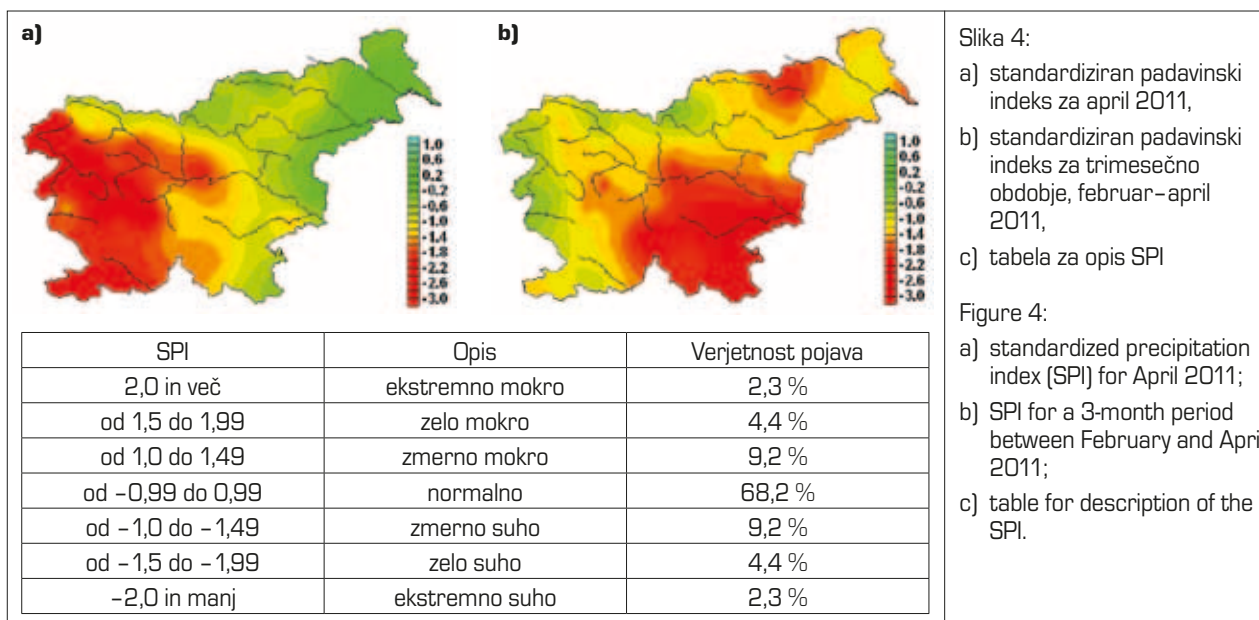 a)
b)
1.0
0.6
0.2
-0.2
-0.6
-1.0
-1.4
-1.8
-2.2
-2.6
-3.0
1.0
0.6
0.2
-0.2
-0.6
-1.0
-1.4
-1.8
-2.2
-2.6
-3.0
SPI Opis Verjetnost pojava
2,0 in več ekstremno mokro 2,3 %
od 1,5 do 1,99 zelo mokro 4,4 %
od 1,0 do 1,49 zmerno mokro 9,2 %
od –0,99 do 0,99 normalno 68,2 %
od –1,0 do –1,49 zmerno suho 9,2 %
od –1,5 do –1,99 zelo suho 4,4 %
–2,0 in manj ekstremno suho 2,3 %
Slika 4:
a) standardiziran padavinski
indeks za april 2011,
b) standardiziran padavinski
indeks za trimesečno
obdobje, februar–april
2011,
c) tabela za opis SPI
Figure 4:
a) standardized precipitation
index (SPI) for April 2011;
b) SPI for a 3-month period
between February and Apri
2011;
c) table for description of the
SPI.